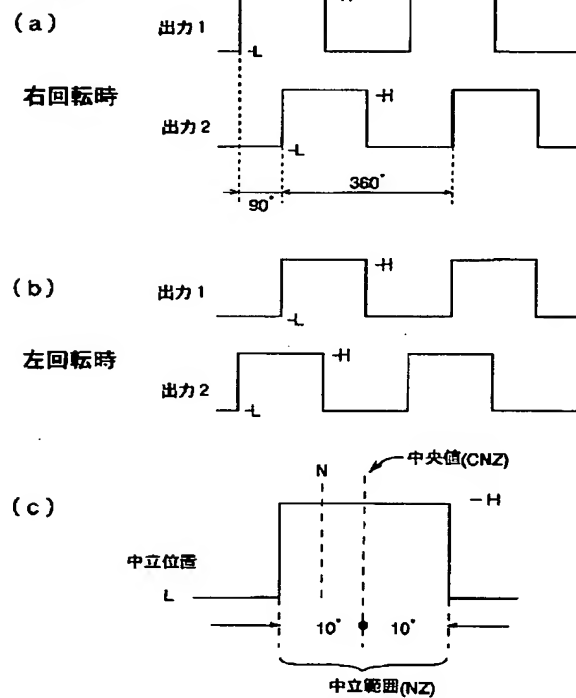 (a)
出力1
-L
右回転時
-H
出力2
-L
360°
90°
(b)
出力1
-H
-L
左回転時
-H
出力2
-L
(c)
中央値(CNZ)
N
-H
中立位置
L
10°
10°
中立範囲(NZ)